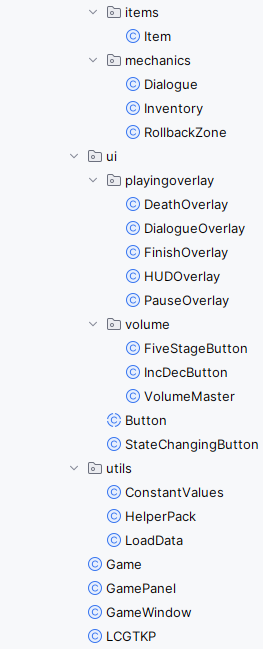 items
Item
mechanics
Dialogue
Inventory
RollbackZone
ui
playingoverlay
DeathOverlay
DialogueOverlay
FinishOverlay
HUDOverlay
PauseOverlay
volume
FiveStageButton
IncDecButton
VolumeMaster
Button
StateChangingButton
utils
ConstantValues
HelperPack
LoadData
Game
GamePanel
GameWindow
LCGTKP